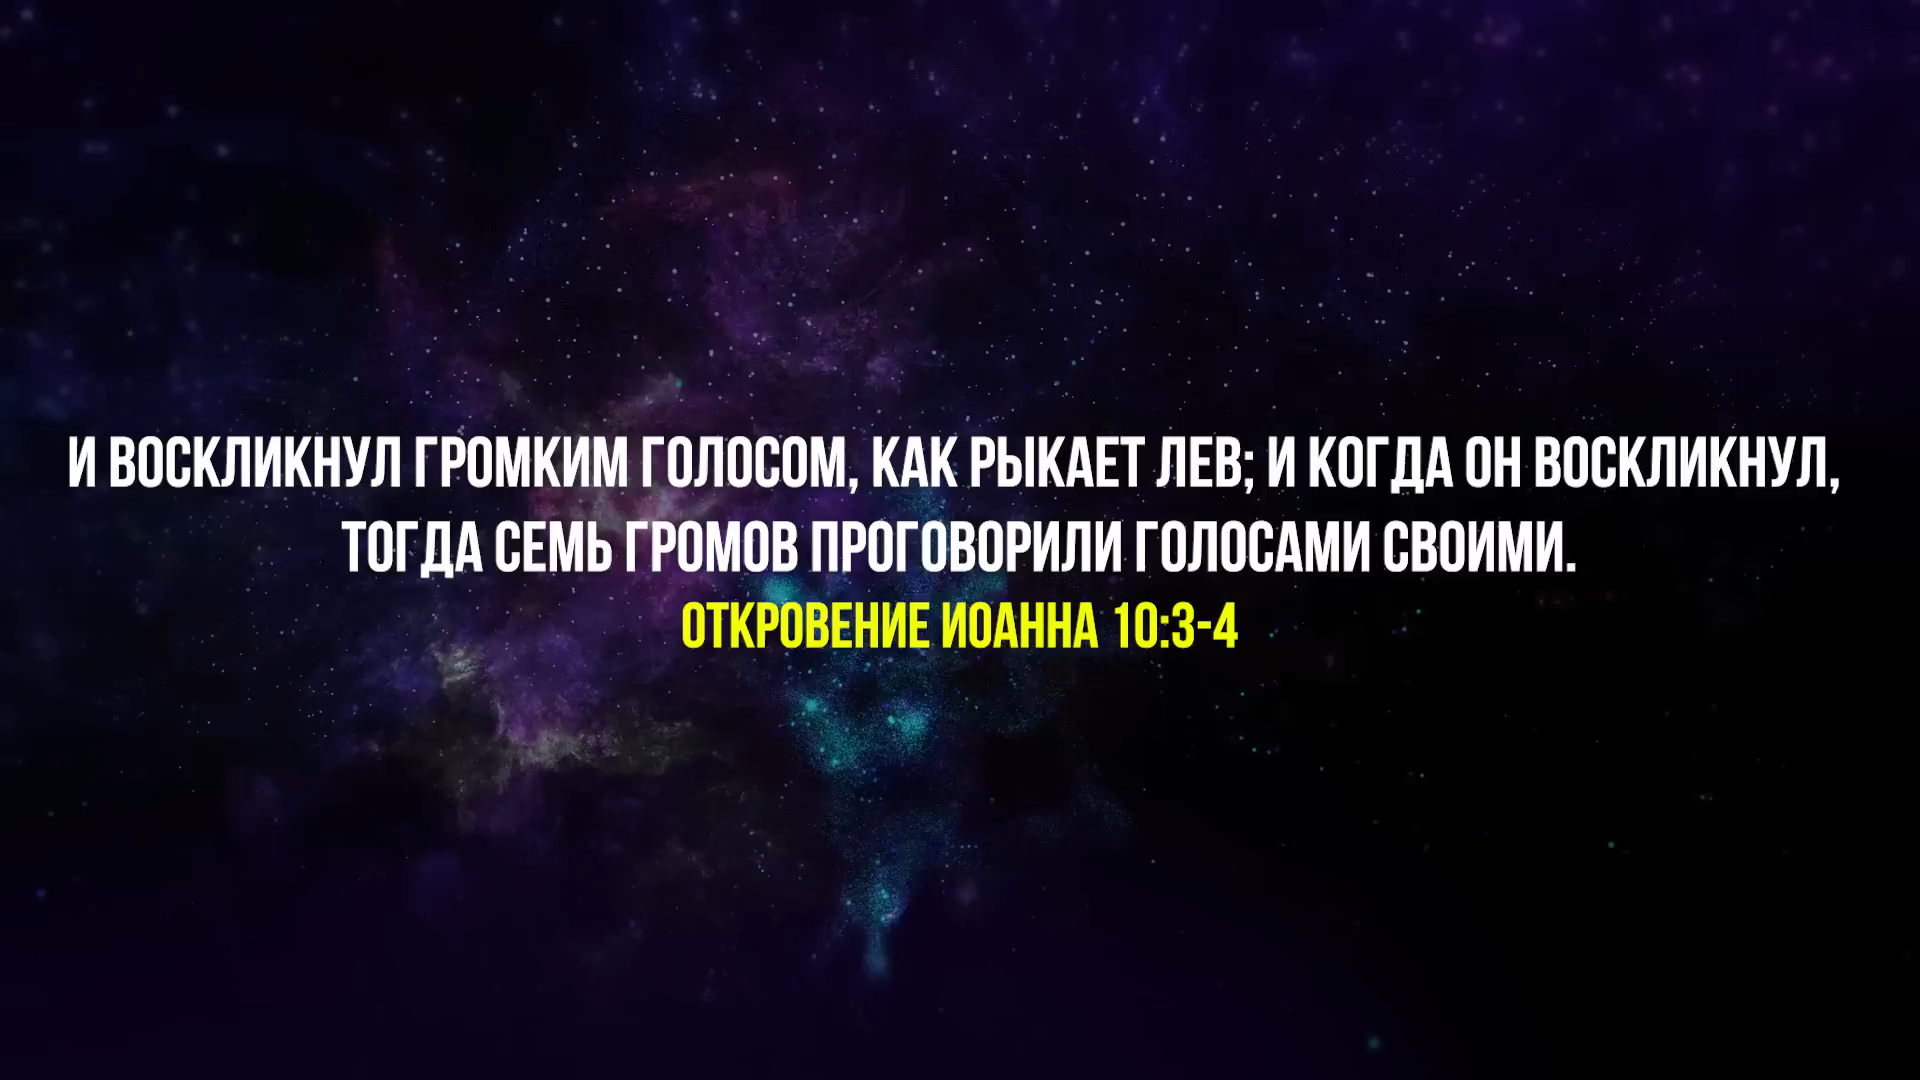 И ВОСКЛИКНУЛ ГРОМКИМ ГОЛОСОМ, КАК РЫКАЕТ ЛЕВ; И КОГДА ОН ВОСКЛИКНУЛ,
ТОГДА СЕМЬ ГРОМОВ ПРОГОВОРИЛИ ГОЛОСАМИ СВОИМИ.
ОТКРОВЕНИЕ ИОАННА 10:3-4